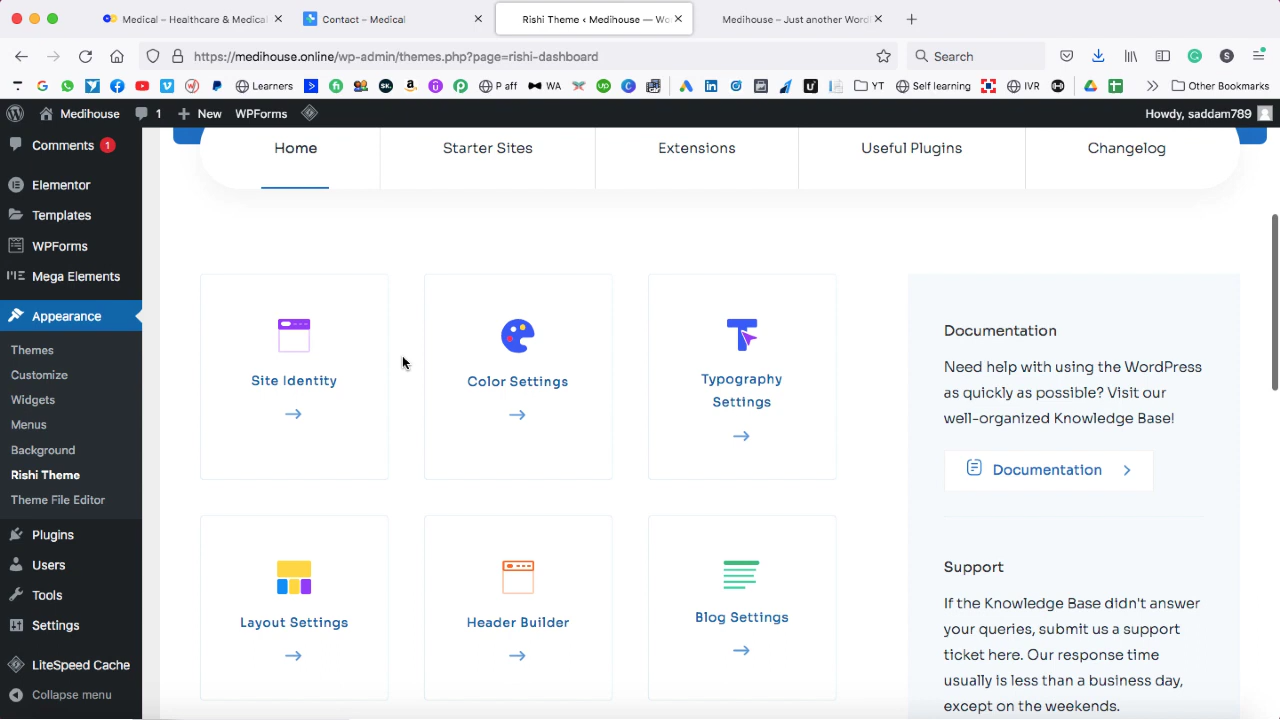 Medical – Healthcare & Medical
Contact – Medical
Rishi Theme ‹ Medihouse — Wo
Medihouse – Just another Word
https://medihouse.online/wp-admin/themes.php?page=rishi-dashboard
Search
Learners
P aff
WA
YT
Self learning
IVR
Other Bookmarks
Medihouse
1
New
WPForms
Howdy, saddam789
Comments 1
Elementor
Templates
WPForms
Mega Elements
Appearance
Themes
Customize
Widgets
Menus
Background
Rishi Theme
Theme File Editor
Plugins
Users
Tools
Settings
LiteSpeed Cache
Collapse menu
Home
Starter Sites
Extensions
Useful Plugins
Changelog
Site Identity
Color Settings
Typography
Settings
Layout Settings
Header Builder
Blog Settings
Documentation
Need help with using the WordPress
as quickly as possible? Visit our
well-organized Knowledge Base!
Documentation
Support
If the Knowledge Base didn't answer
your queries, submit us a support
ticket here. Our response time
usually is less than a business day,
except on the weekends.